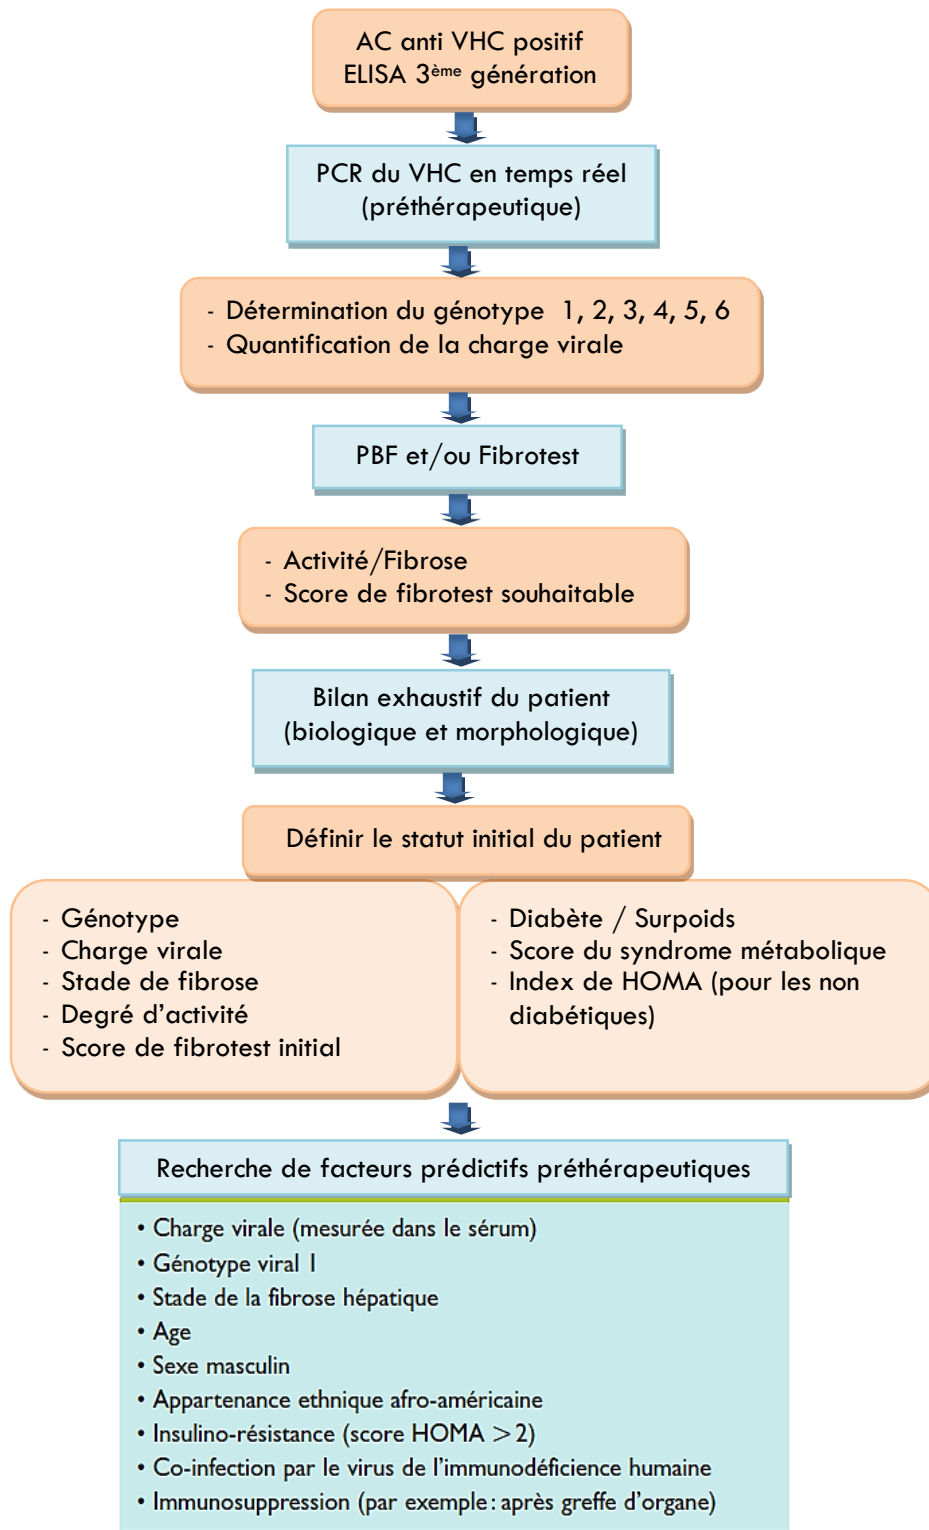 AC anti VHC positif
ELISA 3ème génération
PCR du VHC en temps réel
(préthérapeutique)
- Détermination du génotype 1, 2, 3, 4, 5, 6
- Quantification de la charge virale
PBF et/ou Fibrotest
- Activité/Fibrose
- Score de fibrotest souhaitable
Bilan exhaustif du patient
(biologique et morphologique)
Définir le statut initial du patient
- Génotype
- Charge virale
- Stade de fibrose
- Degré d'activité
- Score de fibrotest initial
- Diabète / Surpoids
- Score du syndrome métabolique
- Index de HOMA (pour les non
diabétiques)
Recherche de facteurs prédictifs préthérapeutiques
• Charge virale (mesurée dans le sérum)
• Génotype viral 1
• Stade de la fibrose hépatique
• Age
• Sexe masculin
• Appartenance ethnique afro-américaine
• Insulino-résistance (score HOMA >2)
• Co-infection par le virus de l'immunodéficience humaine
• Immunosuppression (par exemple : après greffe d'organe)